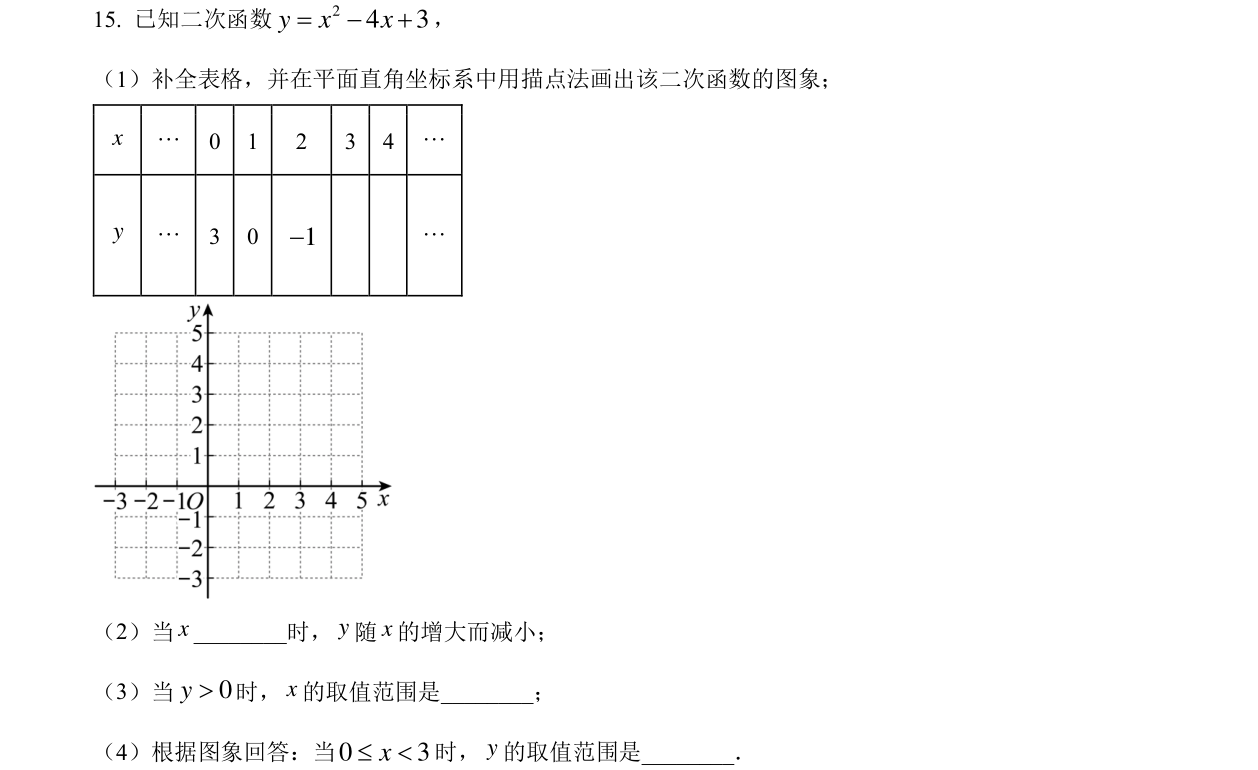 15. 已知二次函数 y = x² − 4x + 3，
（1）补全表格，并在平面直角坐标系中用描点法画出该二次函数的图象；
x … 0 1 2 3 4 …
y … 3 0 −1 …
y
5
4
3
2
1
−3 −2 −1 O 1 2 3 4 5 x
−1
−2
−3
（2）当 x ________时， y 随 x 的增大而减小；
（3）当 y > 0 时， x 的取值范围是________；
（4）根据图象回答：当 0 ≤ x < 3 时， y 的取值范围是________．